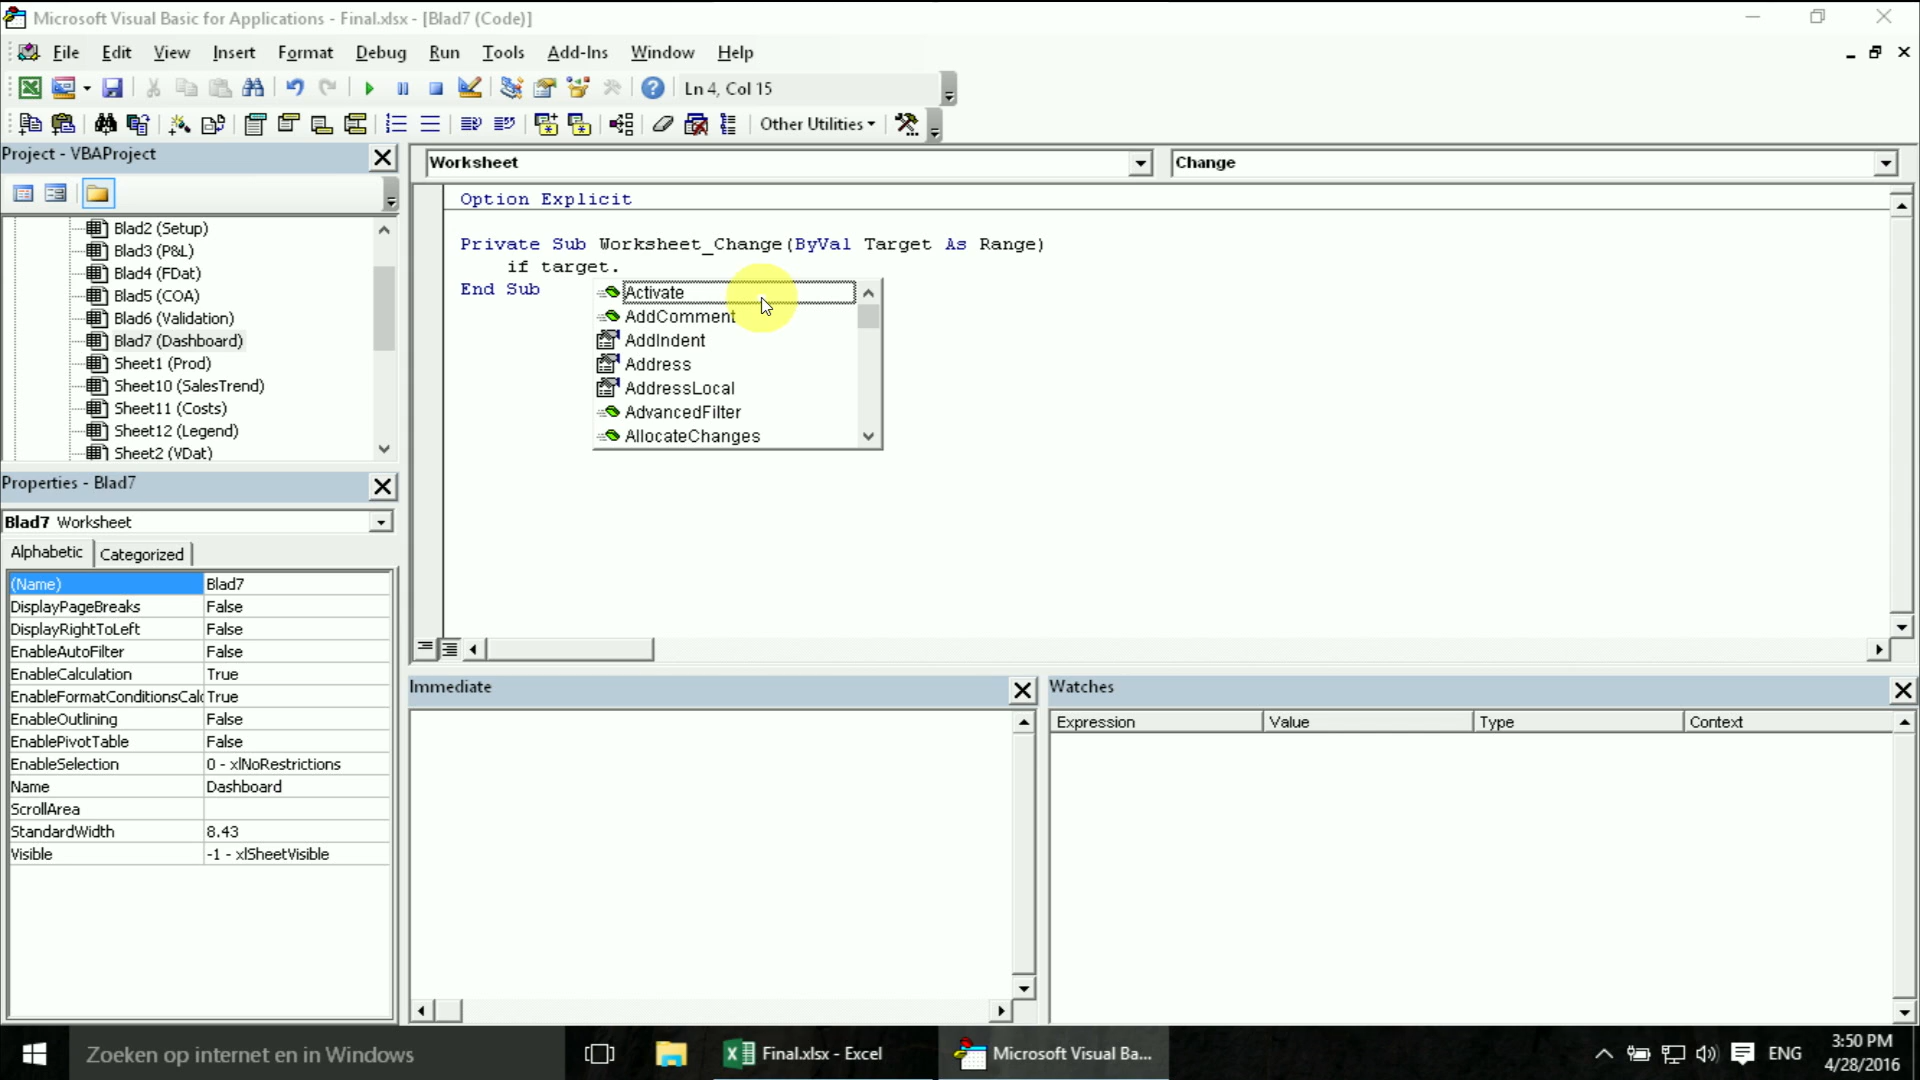 Microsoft Visual Basic for Applications - Final.xlsx - [Blad7 (Code)]
File Edit View Insert Format Debug Run Tools Add-Ins Window Help
Ln 4, Col 15
Other Utilities
Project - VBAProject
Blad2 (Setup)
Blad3 (P&L)
Blad4 (FDat)
Blad5 (COA)
Blad6 (Validation)
Blad7 (Dashboard)
Sheet1 (Prod)
Sheet10 (SalesTrend)
Sheet11 (Costs)
Sheet12 (Legend)
Sheet2 (VDat)
Properties - Blad7
Blad7 Worksheet
Alphabetic Categorized
(Name) Blad7
DisplayPageBreaks False
DisplayRightToLeft False
EnableAutoFilter False
EnableCalculation True
EnableFormatConditionsCalc True
EnableOutlining False
EnablePivotTable False
EnableSelection 0 - xlNoRestrictions
Name Dashboard
ScrollArea
StandardWidth 8.43
Visible -1 - xlSheetVisible
Worksheet Change
Option Explicit
Private Sub Worksheet_Change(ByVal Target As Range)
if target.
End Sub
Activate
AddComment
AddIndent
Address
AddressLocal
AdvancedFilter
AllocateChanges
Immediate
Watches
Expression Value Type Context
Zoeken op internet en in Windows
Final.xlsx - Excel
Microsoft Visual Ba...
ENG
3:50 PM
4/28/2016